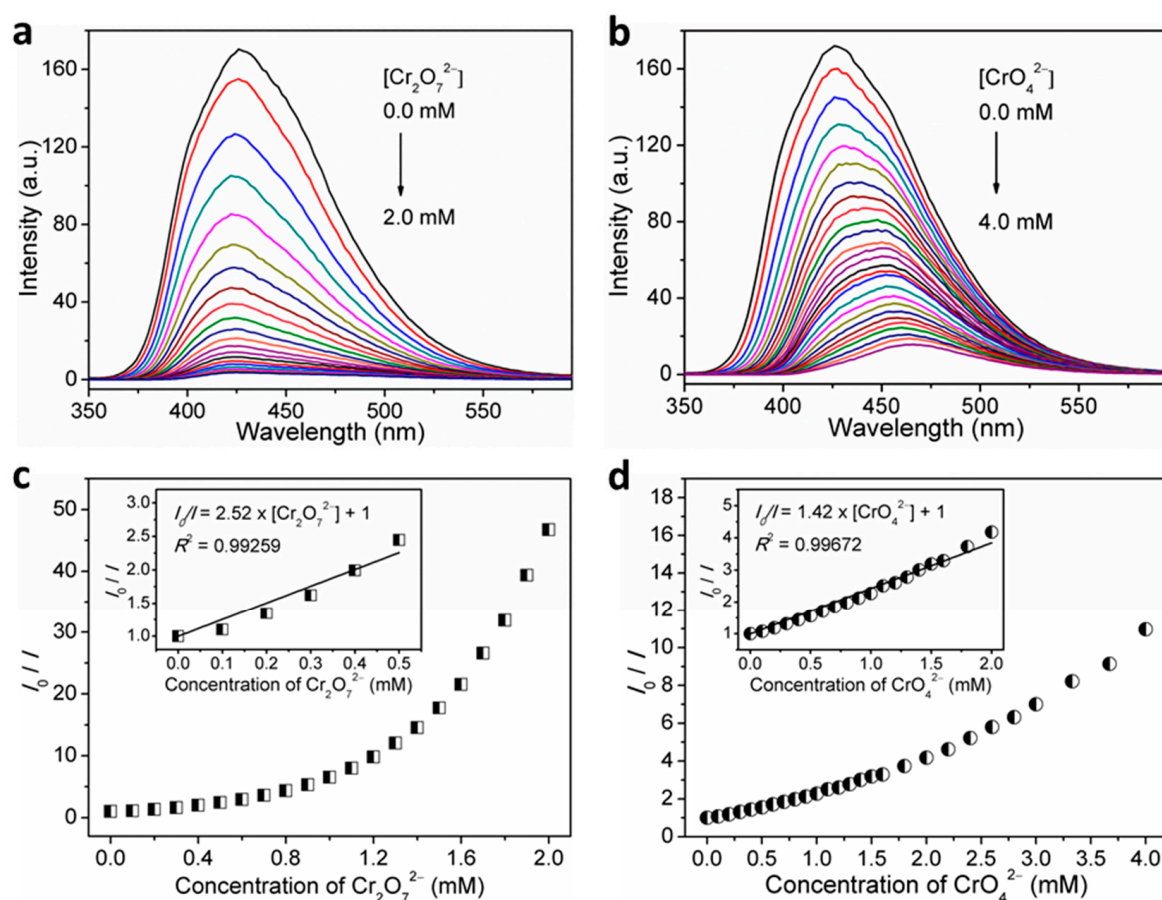 a
[Cr₂O₇²⁻]
0.0 mM
2.0 mM
Intensity (a.u.)
160
120
80
40
0
350 400 450 500 550
Wavelength (nm)
b
[CrO₄²⁻]
0.0 mM
4.0 mM
Intensity (a.u.)
160
120
80
40
0
350 400 450 500 550
Wavelength (nm)
c
I₀/I = 2.52 x [Cr₂O₇²⁻] + 1
R² = 0.99259
I₀ / I
3.0
2.5
2.0
1.5
1.0
0.0 0.1 0.2 0.3 0.4 0.5
Concentration of Cr₂O₇²⁻ (mM)
I₀ / I
50
40
30
20
10
0
0.0 0.4 0.8 1.2 1.6 2.0
Concentration of Cr₂O₇²⁻ (mM)
d
I₀/I = 1.42 x [CrO₄²⁻] + 1
R² = 0.99672
I₀ / I
5
4
3
2
1
0.0 0.5 1.0 1.5 2.0
Concentration of CrO₄²⁻ (mM)
I₀ / I
18
16
14
12
10
8
6
4
2
0
0.0 0.5 1.0 1.5 2.0 2.5 3.0 3.5 4.0
Concentration of CrO₄²⁻ (mM)